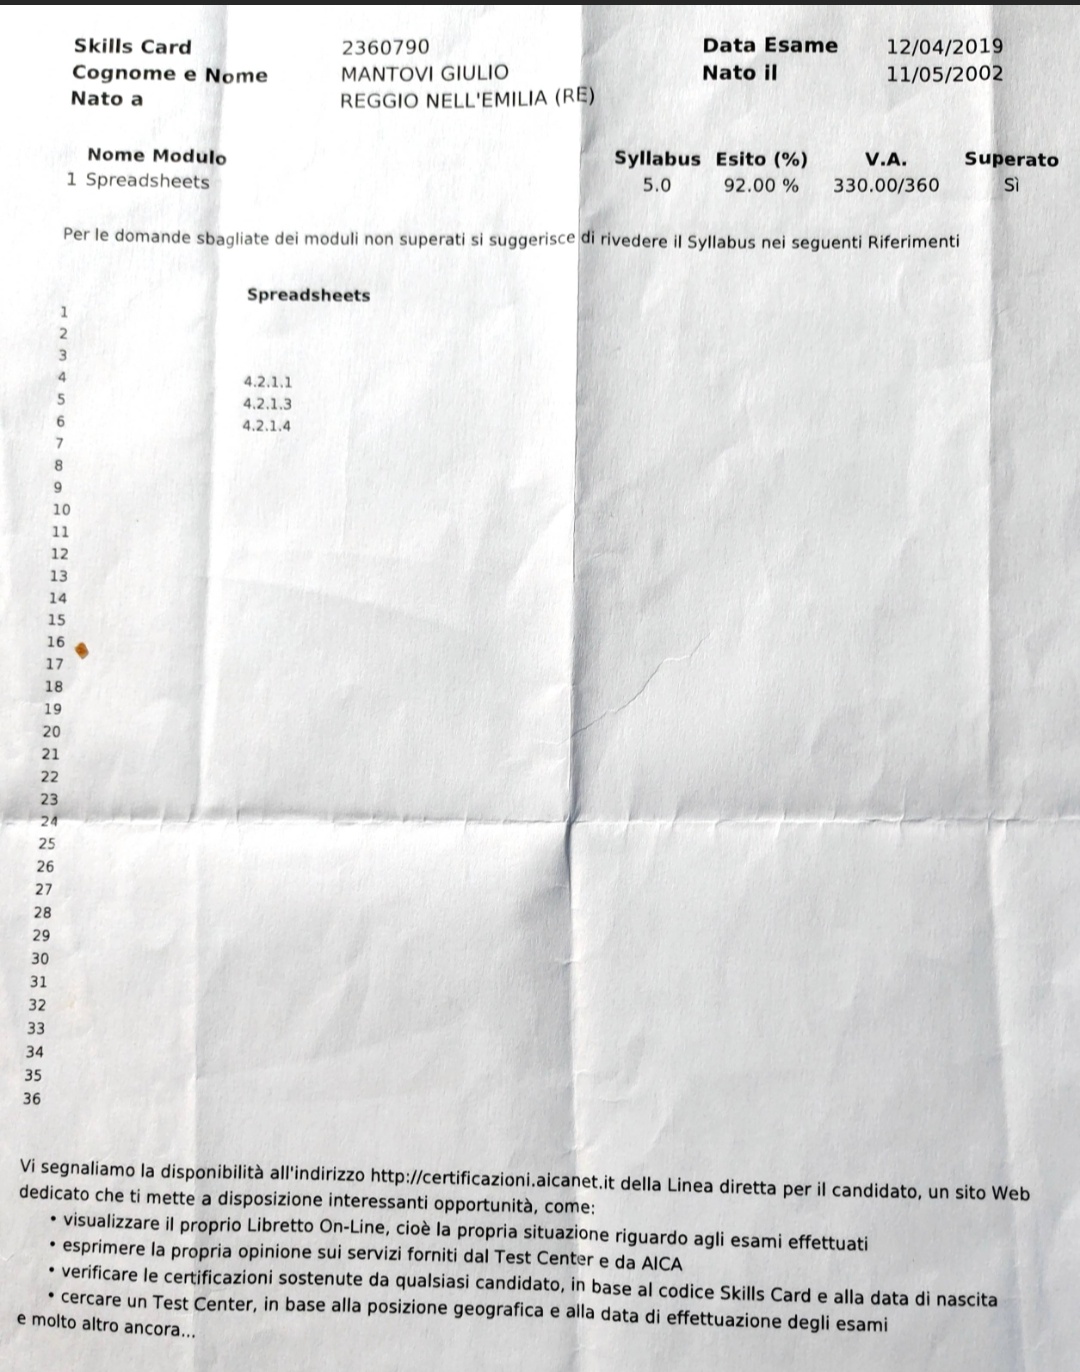 Skills Card 2360790 Data Esame 12/04/2019
Cognome e Nome MANTOVI GIULIO Nato il 11/05/2002
Nato a REGGIO NELL'EMILIA (RE)
Nome Modulo Syllabus Esito (%) V.A. Superato
1 Spreadsheets 5.0 92.00 % 330.00/360 Sì
Per le domande sbagliate dei moduli non superati si suggerisce di rivedere il Syllabus nei seguenti Riferimenti
Spreadsheets
1
2
3
4 4.2.1.1
5 4.2.1.3
6 4.2.1.4
7
8
9
10
11
12
13
14
15
16
17
18
19
20
21
22
23
24
25
26
27
28
29
30
31
32
33
34
35
36
Vi segnaliamo la disponibilità all'indirizzo http://certificazioni.aicanet.it della Linea diretta per il candidato, un sito Web
dedicato che ti mette a disposizione interessanti opportunità, come:
• visualizzare il proprio Libretto On-Line, cioè la propria situazione riguardo agli esami effettuati
• esprimere la propria opinione sui servizi forniti dal Test Center e da AICA
• verificare le certificazioni sostenute da qualsiasi candidato, in base al codice Skills Card e alla data di nascita
• cercare un Test Center, in base alla posizione geografica e alla data di effettuazione degli esami
e molto altro ancora...